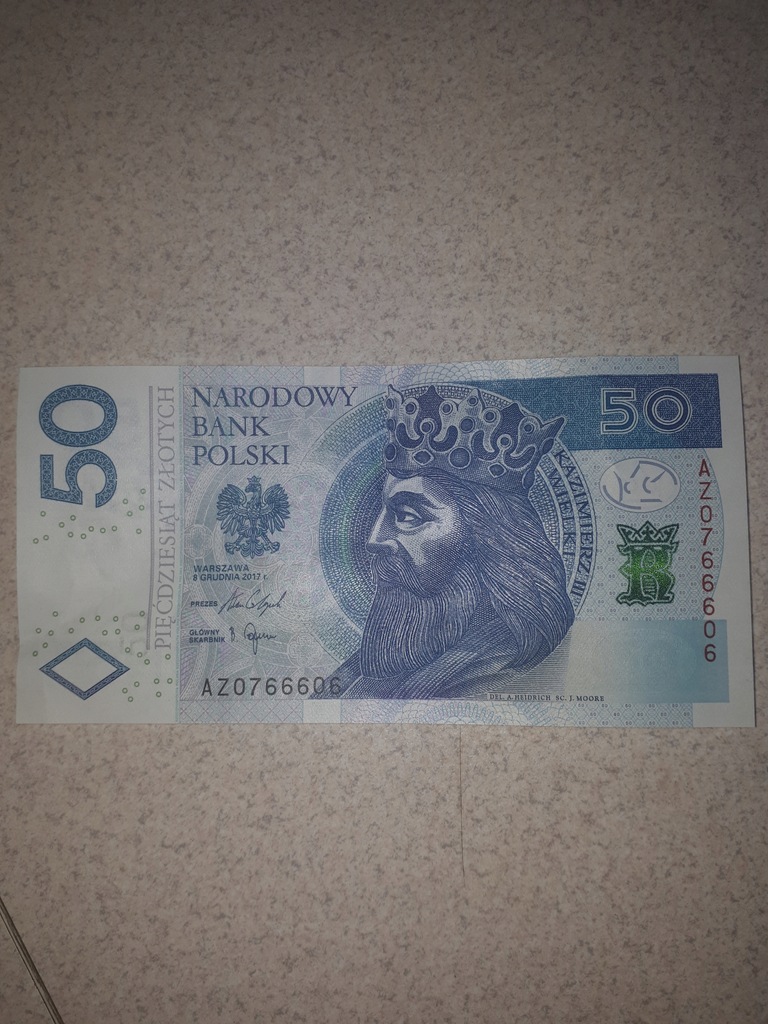 50
PIĘĆDZIESIĄT ZŁOTYCH
NARODOWY
BANK
POLSKI
WARSZAWA
8 GRUDNIA 2017 r.
PREZES
GŁÓWNY
SKARBNIK
AZ0766606
50
KAZIMIERZ III
WIELKI
AZ0766606
DEL. A. HEIDRICH SC. J. MOORE